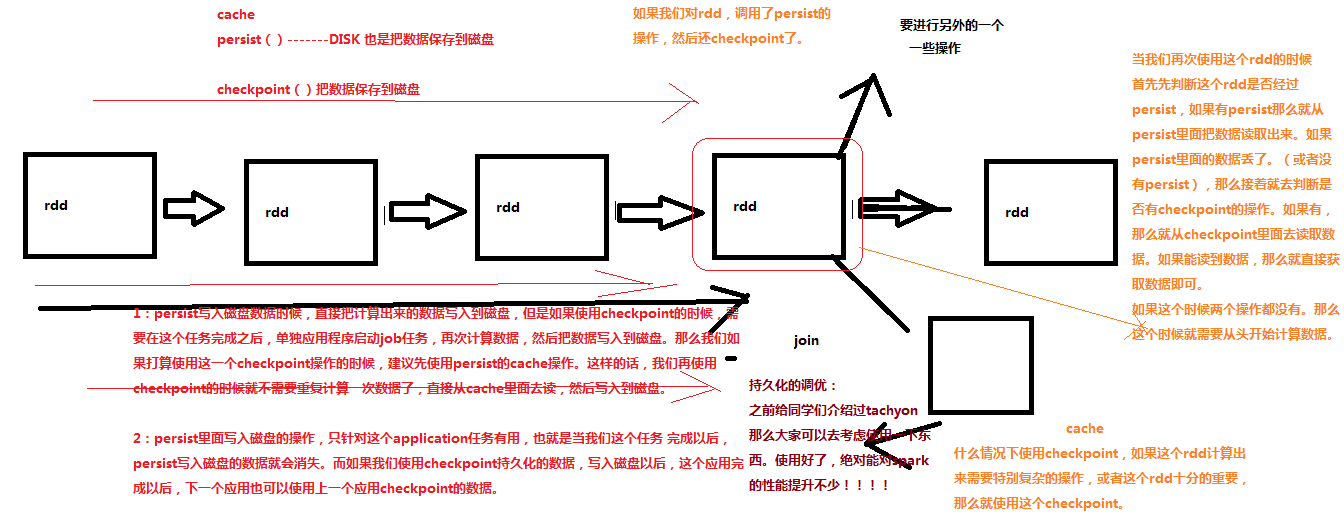 cache
persist（）-------DISK 也是把数据保存到磁盘
checkpoint（）把数据保存到磁盘
如果我们对rdd，调用了persist的
操作，然后还checkpoint了。
要进行另外的一个
一些操作
当我们再次使用这个rdd的时候
首先先判断这个rdd是否经过
persist，如果有persist那么就从
persist里面把数据读取出来。如果
persist里面的数据丢了。（或者没
有persist），那么接着就去判断是
否有checkpoint的操作。如果有，
那么就从checkpoint里面去读取数
据。如果能读到数据，那么就直接获
取数据即可。
如果这个时候两个操作都没有。那么
这个时候就需要从头开始计算数据。
rdd
rdd
rdd
rdd
rdd
1：persist写入磁盘数据时候，直接把计算出来的数据写入到磁盘，但是如果使用checkpoint的时候，需
要在这个任务完成之后，单独应用程序启动job任务，再次计算数据，然后把数据写入到磁盘。那么我们如
果打算使用这一个checkpoint操作的时候，建议先使用persist的cache操作。这样的话，我们再使用
checkpoint的时候就不需要重复计算一次数据了，直接从cache里面去读，然后写入到磁盘。
2：persist里面写入磁盘的操作，只针对这个application任务有用，也就是当我们这个任务 完成以后，
persist写入磁盘的数据就会消失。而如果我们使用checkpoint持久化的数据，写入磁盘以后，这个应用完
成以后，下一个应用也可以使用上一个应用checkpoint的数据。
join
持久化的调优：
之前给同学们介绍过tachyon
那么大家可以去考虑使用一下东
西。使用好了，绝对能对spark
的性能提升不少！！！！
cache
什么情况下使用checkpoint，如果这个rdd计算出
来需要特别复杂的操作，或者这个rdd十分的重要，
那么就使用这个checkpoint。